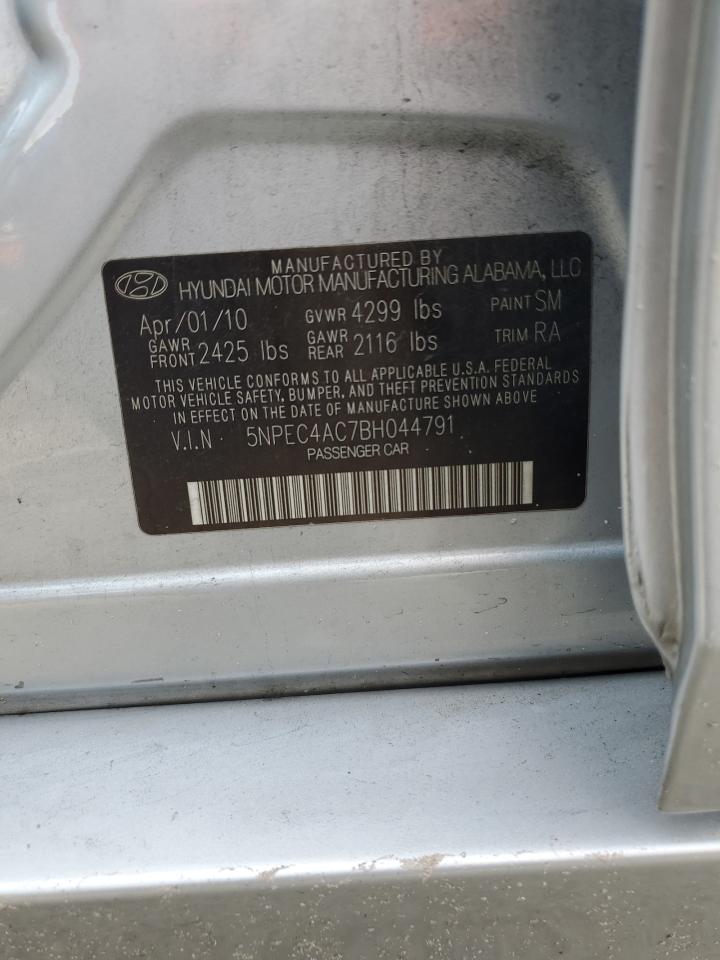 MANUFACTURED BY
HYUNDAI MOTOR MANUFACTURING ALABAMA, LLC
Apr/01/10 GVWR 4299 lbs PAINT SM
GAWR FRONT 2425 lbs GAWR REAR 2116 lbs TRIM RA
THIS VEHICLE CONFORMS TO ALL APPLICABLE U.S.A. FEDERAL
MOTOR VEHICLE SAFETY, BUMPER, AND THEFT PREVENTION STANDARDS
IN EFFECT ON THE DATE OF MANUFACTURE SHOWN ABOVE
V.I.N 5NPEC4AC7BH044791
PASSENGER CAR